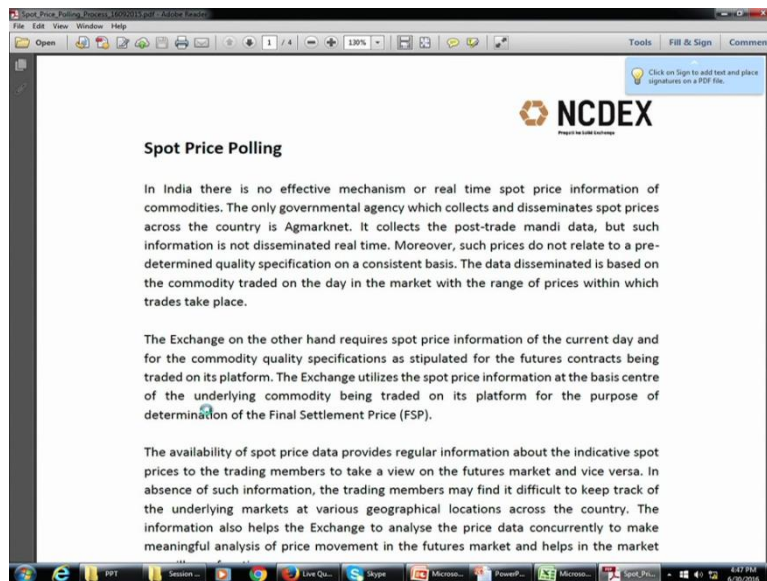 Spot_Price_Polling_Process_16092015.pdf - Adobe Reader
File Edit View Window Help
Open 1 / 4 130% Tools Fill & Sign Commen
Click on Sign to add text and place
signatures on a PDF file.
NCDEX
Spot Price Polling
In India there is no effective mechanism or real time spot price information of
commodities. The only governmental agency which collects and disseminates spot prices
across the country is Agmarknet. It collects the post-trade mandi data, but such
information is not disseminated real time. Moreover, such prices do not relate to a pre-
determined quality specification on a consistent basis. The data disseminated is based on
the commodity traded on the day in the market with the range of prices within which
trades take place.
The Exchange on the other hand requires spot price information of the current day and
for the commodity quality specifications as stipulated for the futures contracts being
traded on its platform. The Exchange utilizes the spot price information at the basis centre
of the underlying commodity being traded on its platform for the purpose of
determination of the Final Settlement Price (FSP).
The availability of spot price data provides regular information about the indicative spot
prices to the trading members to take a view on the futures market and vice versa. In
absence of such information, the trading members may find it difficult to keep track of
the underlying markets at various geographical locations across the country. The
information also helps the Exchange to analyse the price data concurrently to make
meaningful analysis of price movement in the futures market and helps in the market
PPT Session ... Live Qu... Skype Microso... PowerP... Microso... Spot_Pri... 4:47 PM
6/30/2016